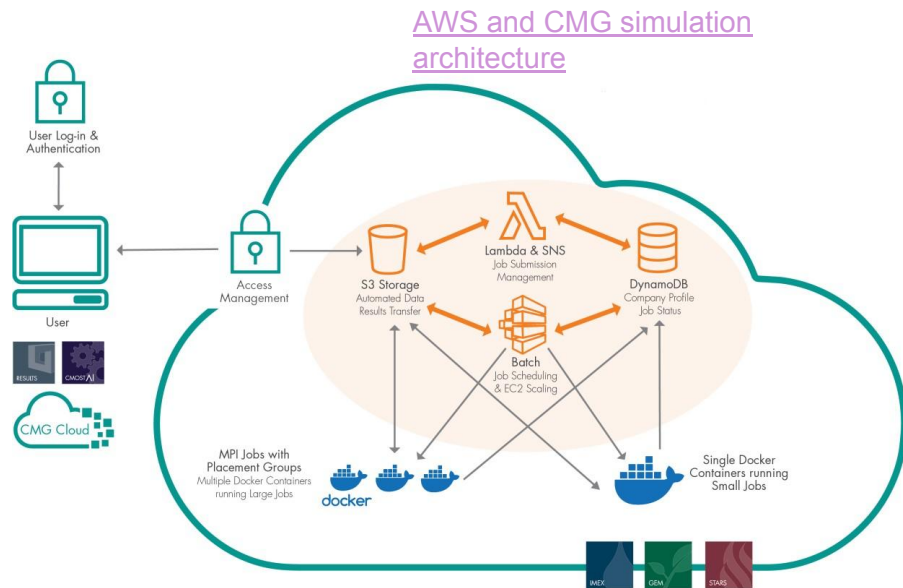 AWS and CMG simulation
architecture
User Log-in &
Authentication
User
RESULTS
CMOST AI
CMG Cloud
Access
Management
S3 Storage
Automated Data
Results Transfer
Lambda & SNS
Job Submission
Management
DynamoDB
Company Profile
Job Status
Batch
Job Scheduling
& EC2 Scaling
MPI Jobs with
Placement Groups
Multiple Docker Containers
running Large Jobs
docker
Single Docker
Containers running
Small Jobs
IMEX
GEM
STARS